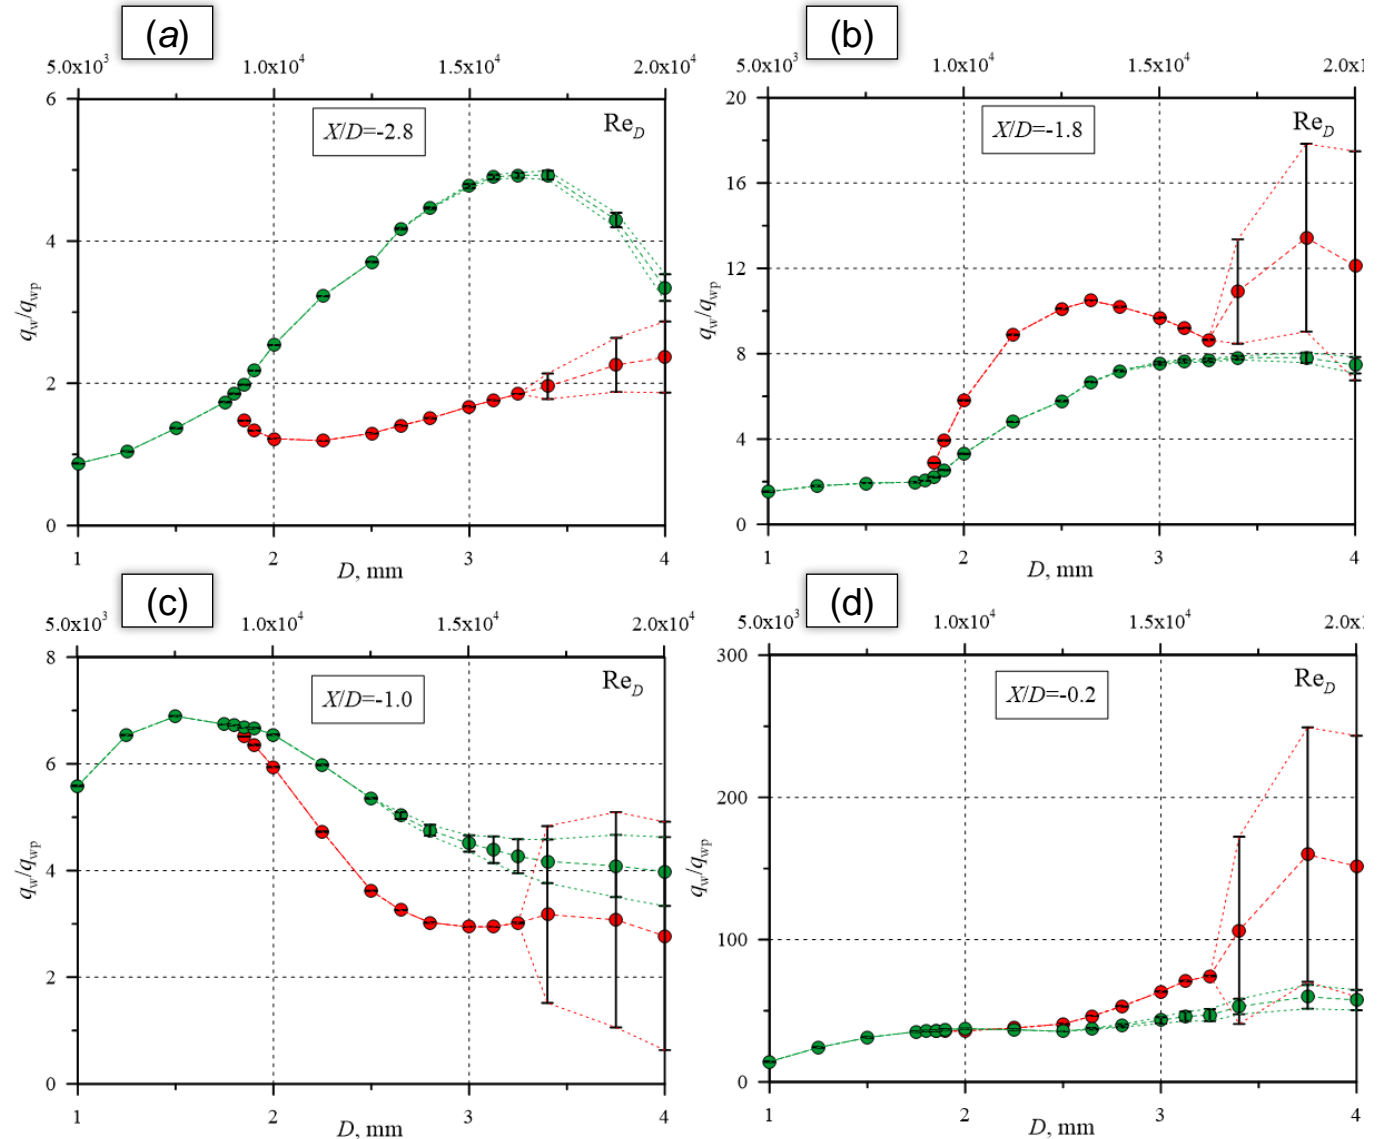 (a)
5.0x10³ 1.0x10⁴ 1.5x10⁴ 2.0x10⁴
6
X/D=-2.8
Re_D
4
q_w/q_wp
2
0
1 2 3 4
D, mm
(b)
5.0x10³ 1.0x10⁴ 1.5x10⁴ 2.0x1
20
X/D=-1.8
Re_D
16
12
q_w/q_wp
8
4
0
1 2 3 4
D, mm
(c)
5.0x10³ 1.0x10⁴ 1.5x10⁴ 2.0x10⁴
8
X/D=-1.0
Re_D
6
4
q_w/q_wp
2
0
1 2 3 4
D, mm
(d)
5.0x10³ 1.0x10⁴ 1.5x10⁴ 2.0x1
300
X/D=-0.2
Re_D
200
q_w/q_wp
100
0
1 2 3 4
D, mm